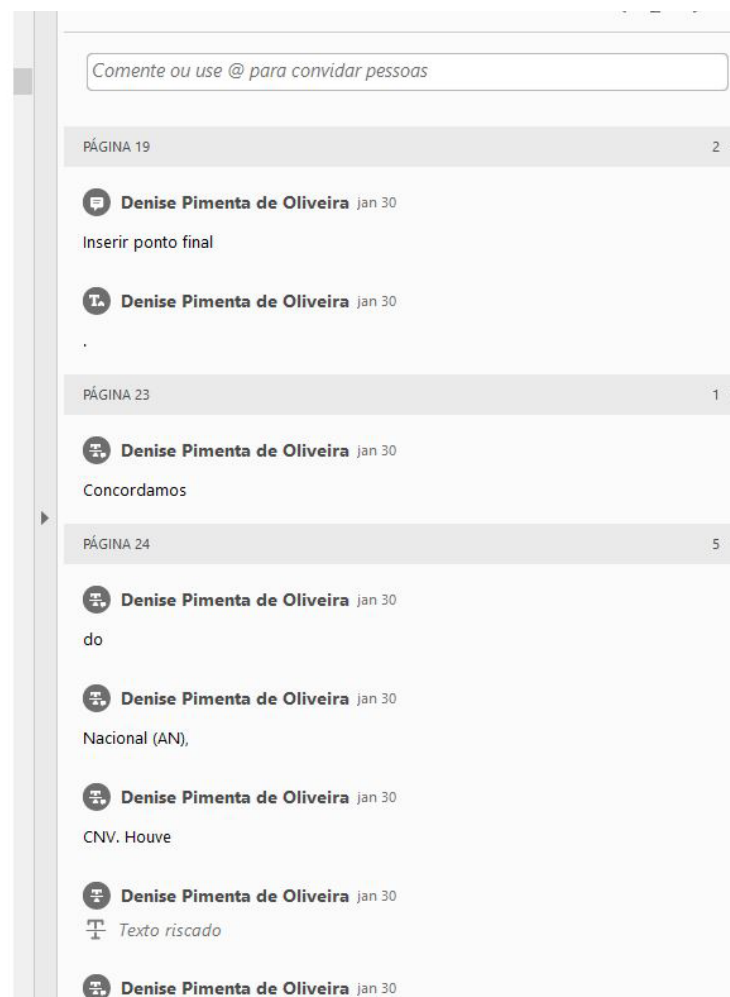 Comente ou use @ para convidar pessoas
PÁGINA 19 2
Denise Pimenta de Oliveira jan 30
Inserir ponto final
Denise Pimenta de Oliveira jan 30
.
PÁGINA 23 1
Denise Pimenta de Oliveira jan 30
Concordamos
PÁGINA 24 5
Denise Pimenta de Oliveira jan 30
do
Denise Pimenta de Oliveira jan 30
Nacional (AN),
Denise Pimenta de Oliveira jan 30
CNV. Houve
Denise Pimenta de Oliveira jan 30
Texto riscado
Denise Pimenta de Oliveira jan 30